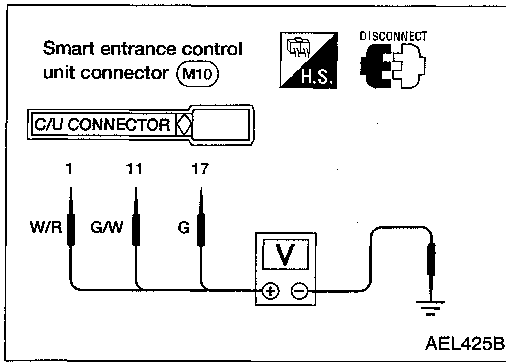 Smart entrance control
unit connector (M10)
H.S.
DISCONNECT
C/U CONNECTOR
1 11 17
W/R G/W G
V
+ −
AEL425B